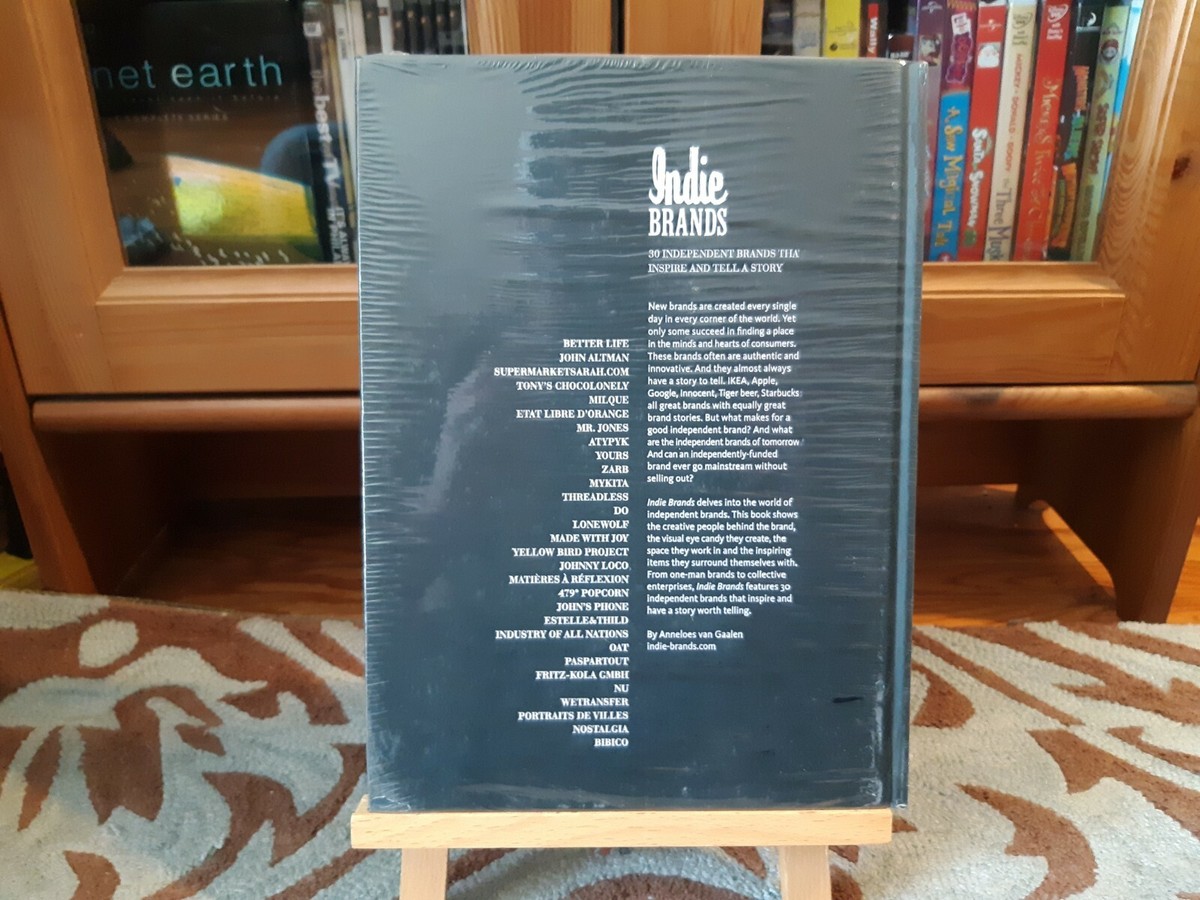 net earth
COMPLETE SERIES
best
Wally
Santa
MICKEY • DONALD • GOOFY
The Three
Indie
BRANDS
30 INDEPENDENT BRANDS THA
INSPIRE AND TELL A STORY
BETTER LIFE
JOHN ALTMAN
SUPERMARKETSARAH.COM
TONY'S CHOCOLONELY
MILQUE
ETAT LIBRE D'ORANGE
MR. JONES
ATYPYK
YOURS
ZARB
MYKITA
THREADLESS
DO
LONEWOLF
MADE WITH JOY
YELLOW BIRD PROJECT
JOHNNY LOCO
MATIÈRES À RÉFLEXION
479° POPCORN
JOHN'S PHONE
ESTELLE&THILD
INDUSTRY OF ALL NATIONS
OAT
PASPARTOUT
FRITZ-KOLA GMBH
NU
WETRANSFER
PORTRAITS DE VILLES
NOSTALGIA
BIBICO
New brands are created every single
day in every corner of the world. Yet
only some succeed in finding a place
in the minds and hearts of consumers.
These brands often are authentic and
innovative. And they almost always
have a story to tell. IKEA, Apple,
Google, innocent, Tiger beer, Starbucks
all great brands with equally great
brand stories. But what makes for a
good independent brand? And what
are the independent brands of tomorrow
And can an independently-funded
brand ever go mainstream without
selling out?
Indie Brands delves into the world of
independent brands. This book shows
the creative people behind the brand,
the visual eye candy they create, the
space they work in and the inspiring
items they surround themselves with.
From one-man brands to collective
enterprises, Indie Brands features 30
independent brands that inspire and
have a story worth telling.
By Anneloes van Gaalen
indie-brands.com